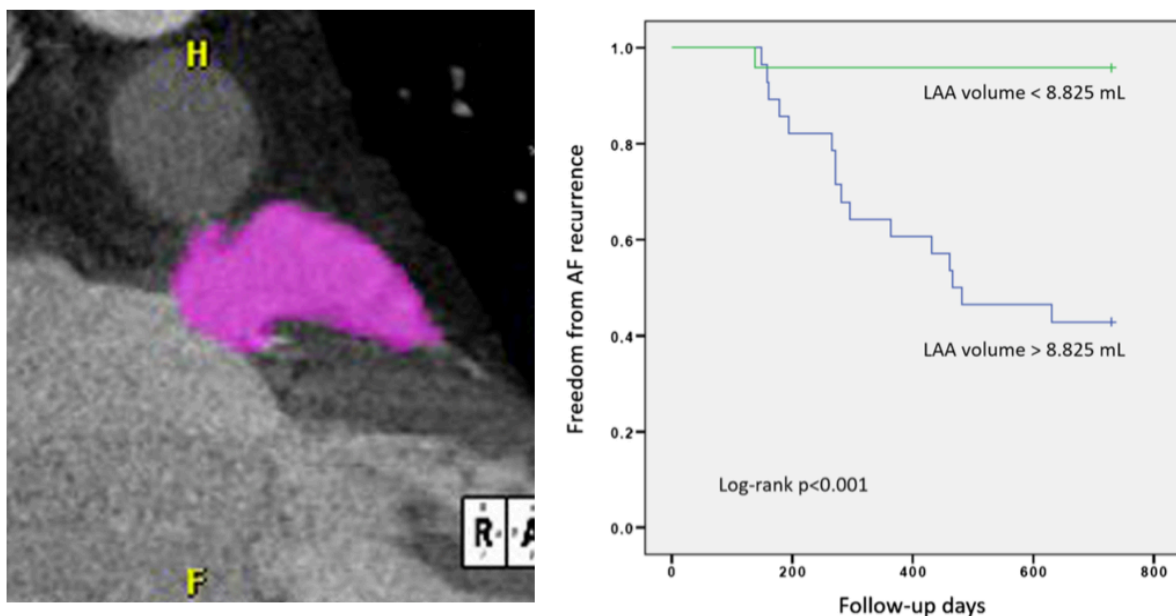 H
F
R
A
1.0
0.8
0.6
0.4
0.2
0.0
Freedom from AF recurrence
LAA volume < 8.825 mL
LAA volume > 8.825 mL
Log-rank p<0.001
0 200 400 600 800
Follow-up days